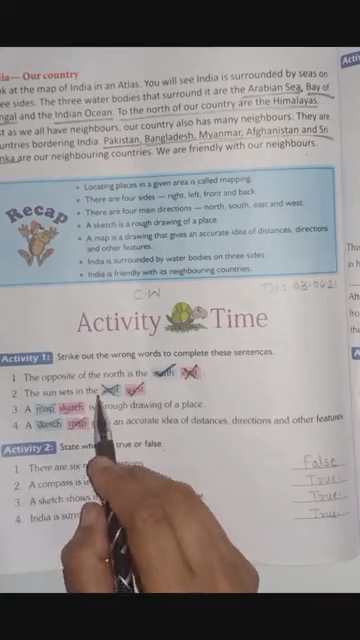 dia— Our country
ok at the map of India in an Atlas. You will see India is surrounded by seas on
ree sides. The three water bodies that surround it are the Arabian Sea, Bay of
ngal and the Indian Ocean. To the north of our country are the Himalayas.
st as we all have neighbours, our country also has many neighbours. They are
untries bordering India. Pakistan, Bangladesh, Myanmar, Afghanistan and Sri
nka are our neighbouring countries. We are friendly with our neighbours.
Recap
• Locating places in a given area is called mapping.
• There are four sides — right, left, front and back.
• There are four main directions — north, south, east and west.
• A sketch is a rough drawing of a place.
• A map is a drawing that gives an accurate idea of distances, directions
and other features.
• India is surrounded by water bodies on three sides.
• India is friendly with its neighbouring countries.
C.W
Activity Time
Activity 1: Strike out the wrong words to complete these sentences.
1. The opposite of the north is the
2. The sun sets in the
3. A map sketch is rough drawing of a place.
4. A sketch map an accurate idea of distances, directions and other features
Activity 2: State true or false.
1. There are six
False
2. A compass is
True
3. A sketch shows
True
4. India is surr
True